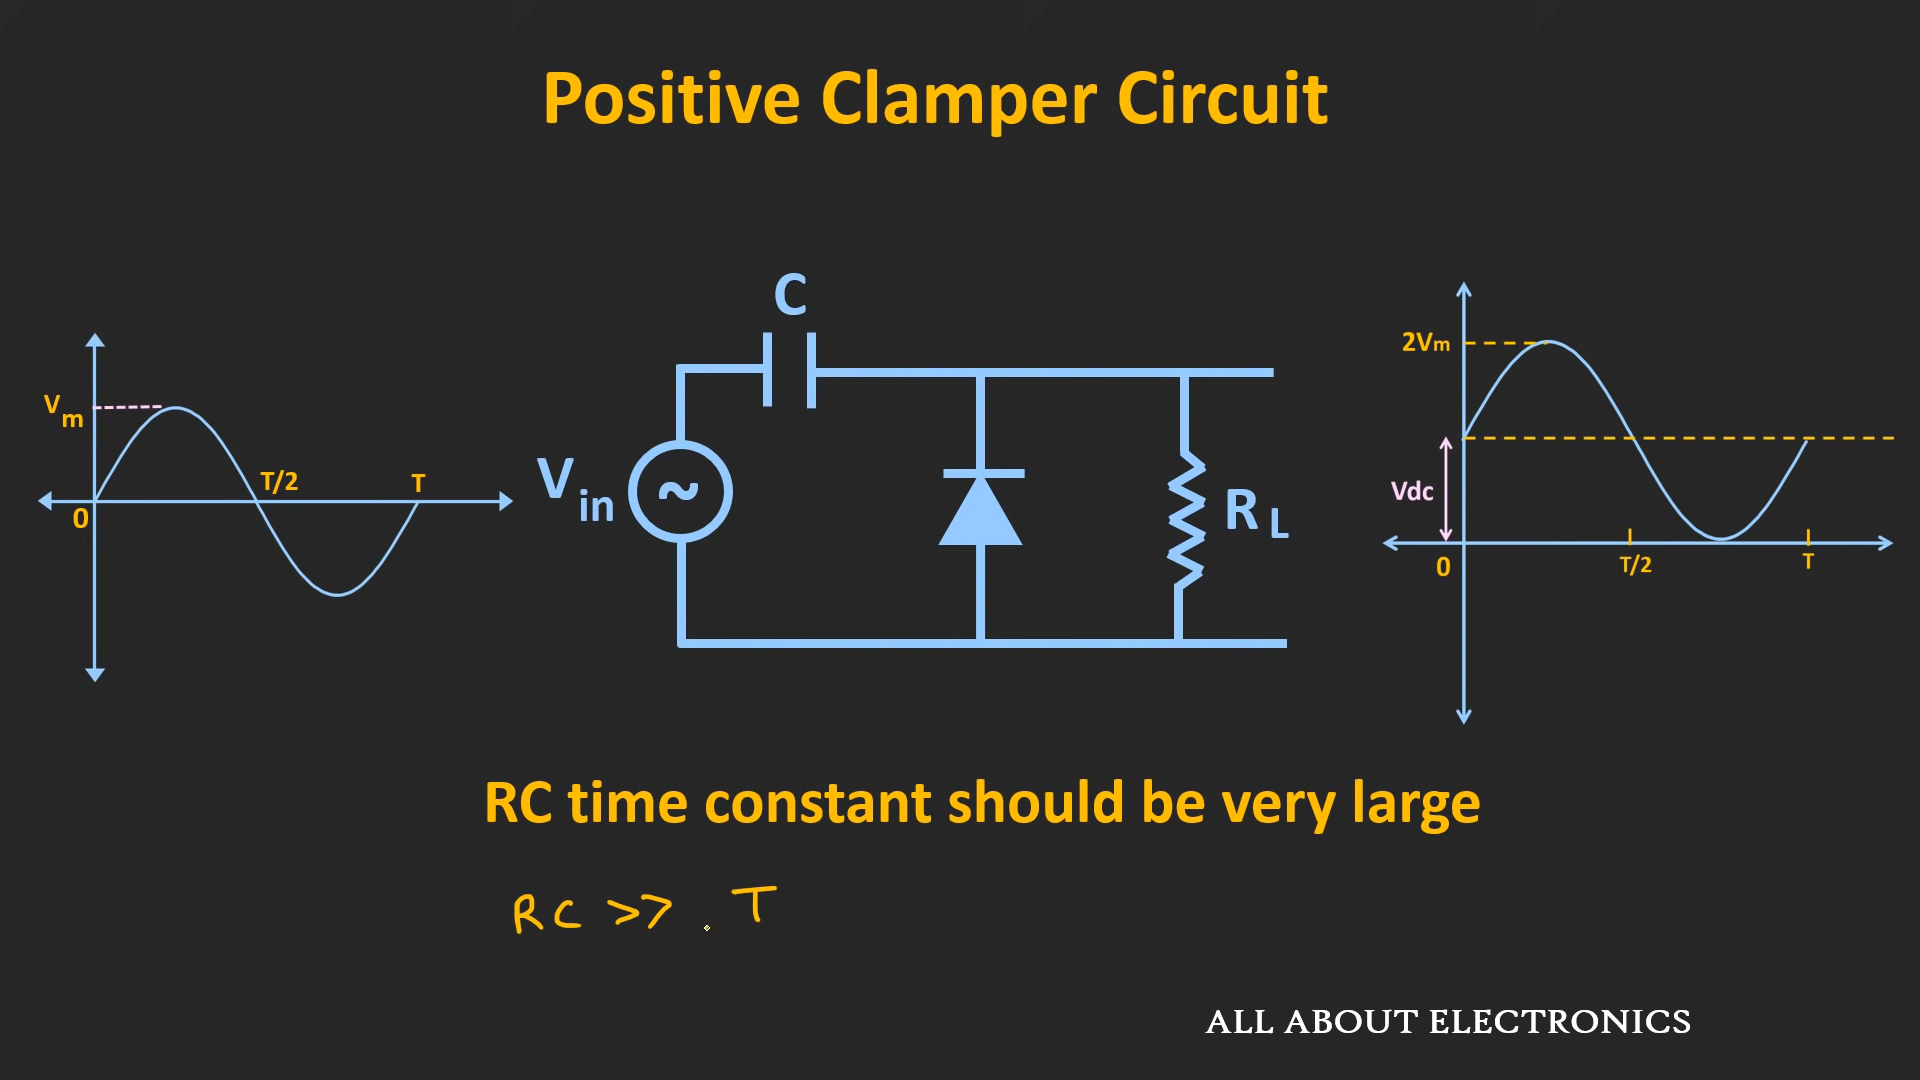 Positive Clamper Circuit
C
2Vm
Vm
T/2
T
Vin
RL
Vdc
0
0
T/2
T
~
RC time constant should be very large
RC >> . T
ALL ABOUT ELECTRONICS